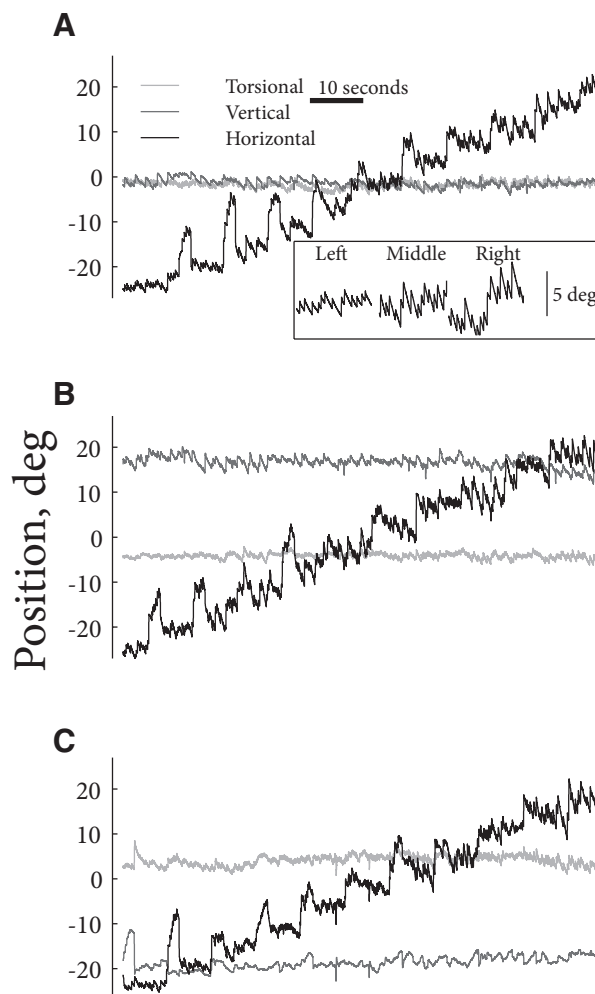 A
20
10
0
-10
-20
Torsional
Vertical
Horizontal
10 seconds
Left Middle Right
5 deg
B
20
10
0
-10
-20
Position, deg
C
20
10
0
-10
-20